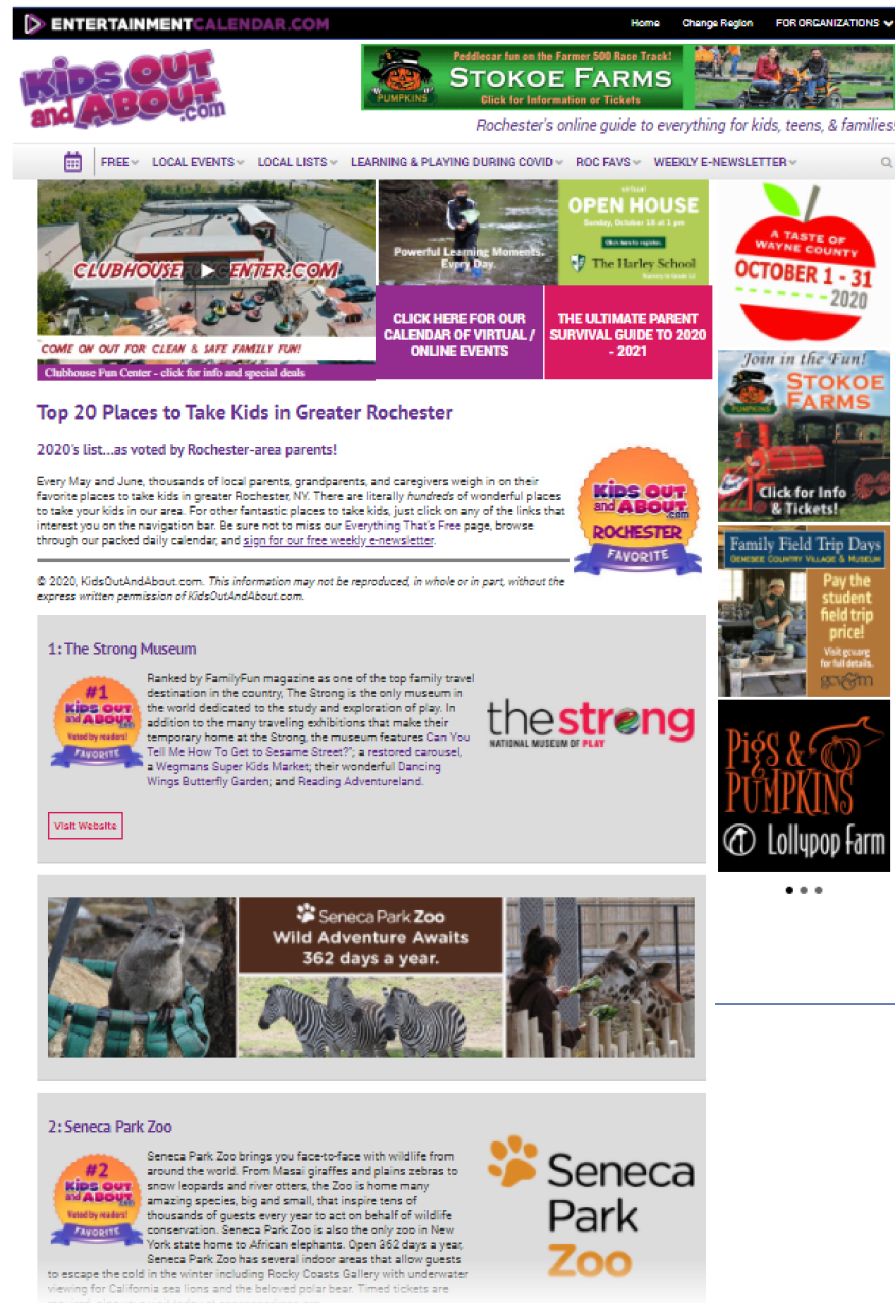 ENTERTAINMENTCALENDAR.COM
Home Change Region FOR ORGANIZATIONS
KIDS OUT
and ABOUT
.com
Peddlecar fun on the Farmer 500 Race Track!
STOKOE FARMS
Click for Information or Tickets
PUMPKINS
Rochester's online guide to everything for kids, teens, & families!
FREE LOCAL EVENTS LOCAL LISTS LEARNING & PLAYING DURING COVID ROC FAVS WEEKLY E-NEWSLETTER
CLUBHOUSEFUNCENTER.COM
COME ON OUT FOR CLEAN & SAFE FAMILY FUN!
Clubhouse Fun Center - click for info and special deals
Powerful Learning Moments.
Every Day.
virtual
OPEN HOUSE
Sunday, October 18 at 1 pm
Click here to register.
The Harley School
CLICK HERE FOR OUR
CALENDAR OF VIRTUAL /
ONLINE EVENTS
THE ULTIMATE PARENT
SURVIVAL GUIDE TO 2020
- 2021
A TASTE OF
WAYNE COUNTY
OCTOBER 1 - 31
2020
Join in the Fun!
STOKOE
FARMS
PUMPKINS
Click for Info
& Tickets!
Family Field Trip Days
GENESEE COUNTRY VILLAGE & MUSEUM
Pay the
student
field trip
price!
Visit gcv.org
for full details.
gcv&m
Pigs &
PUMPKINS
Lollypop Farm
Top 20 Places to Take Kids in Greater Rochester
2020's list...as voted by Rochester-area parents!
Every May and June, thousands of local parents, grandparents, and caregivers weigh in on their
favorite places to take kids in greater Rochester, NY. There are literally hundreds of wonderful places
to take your kids in our area. For other fantastic places to take kids, just click on any of the links that
interest you on the navigation bar. Be sure not to miss our Everything That's Free page, browse
through our packed daily calendar, and sign for our free weekly e-newsletter.
KIDS OUT
and ABOUT
.com
ROCHESTER
FAVORITE
© 2020, KidsOutAndAbout.com. This information may not be reproduced, in whole or in part, without the
express written permission of KidsOutAndAbout.com.
1: The Strong Museum
#1
KIDS OUT
and ABOUT
.com
Voted by readers!
FAVORITE
Ranked by FamilyFun magazine as one of the top family travel
destination in the country, The Strong is the only museum in
the world dedicated to the study and exploration of play. In
addition to the many traveling exhibitions that make their
temporary home at the Strong, the museum features Can You
Tell Me How To Get to Sesame Street?"; a restored carousel,
a Wegmans Super Kids Market; their wonderful Dancing
Wings Butterfly Garden; and Reading Adventureland.
thestrong
NATIONAL MUSEUM OF PLAY
Visit Website
Seneca Park Zoo
Wild Adventure Awaits
362 days a year.
2: Seneca Park Zoo
#2
KIDS OUT
and ABOUT
.com
Voted by readers!
FAVORITE
Seneca Park Zoo brings you face-to-face with wildlife from
around the world. From Masai giraffes and plains zebras to
snow leopards and river otters, the Zoo is home many
amazing species, big and small, that inspire tens of
thousands of guests every year to act on behalf of wildlife
conservation. Seneca Park Zoo is also the only zoo in New
York state home to African elephants. Open 362 days a year,
Seneca Park Zoo has several indoor areas that allow guests
to escape the cold in the winter including Rocky Coasts Gallery with underwater
viewing for California sea lions and the beloved polar bear. Timed tickets are
Seneca
Park
Zoo